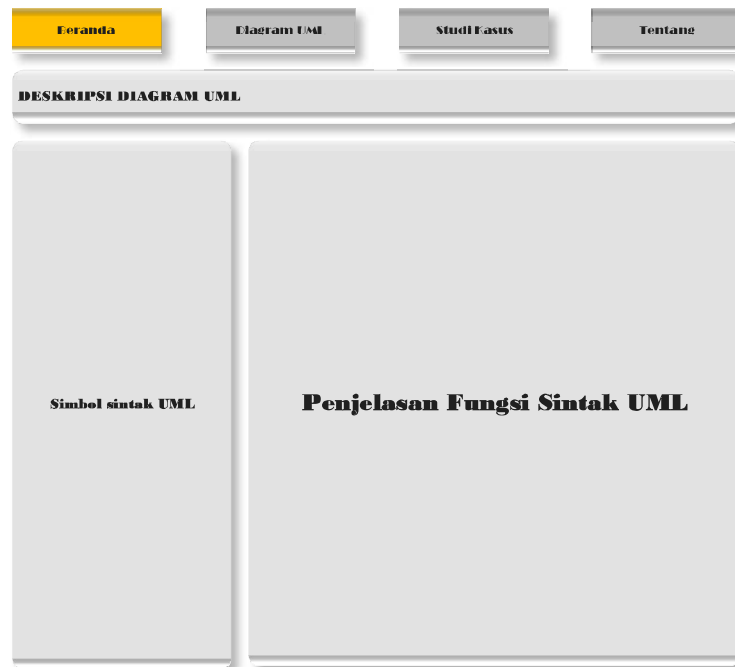 Beranda
Diagram UML
Studi Kasus
Tentang
DESKRIPSI DIAGRAM UML
Simbol sintak UML
Penjelasan Fungsi Sintak UML